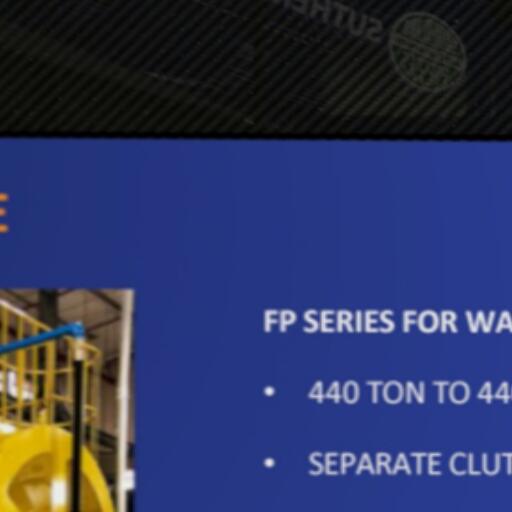 E
FP SERIES FOR WA
• 440 TON TO 44
• SEPARATE CLUT